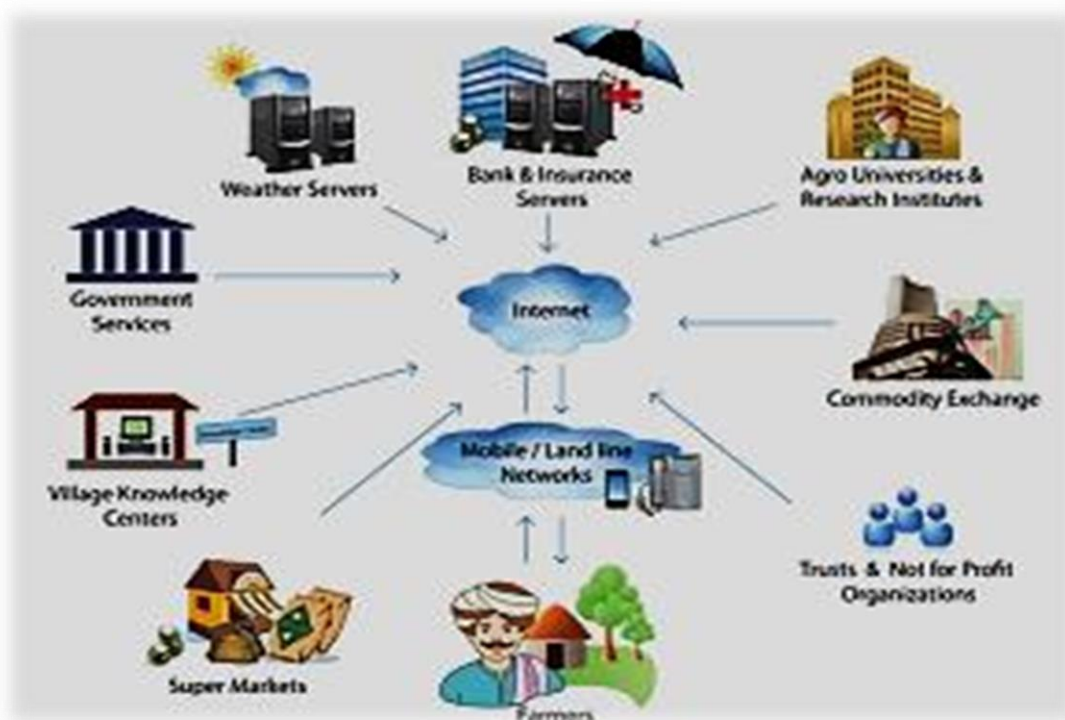 Weather Servers
Bank & Insurance
Servers
Agro Universities &
Research Institutes
Government
Services
Internet
Commodity Exchange
Mobile / Land line
Networks
Village Knowledge
Centers
Trusts & Not for Profit
Organizations
Super Markets
Farmers